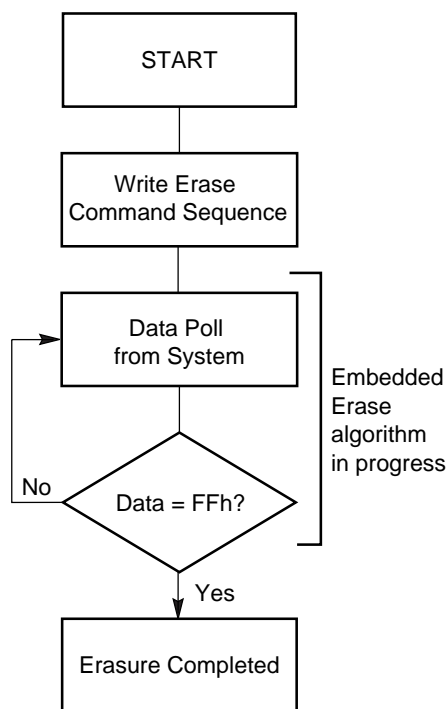 START
Write Erase
Command Sequence
Data Poll
from System
Embedded
Erase
algorithm
in progress
No
Data = FFh?
Yes
Erasure Completed